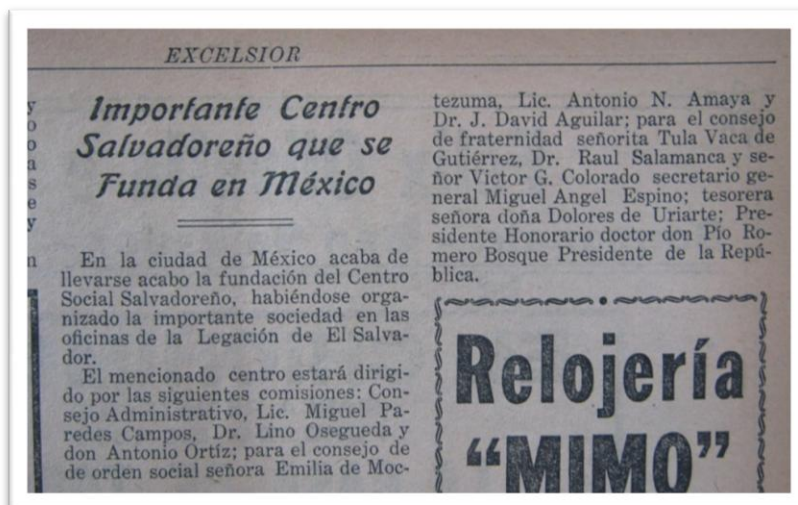 EXCELSIOR
y
o
o
a
s
e
y
n
Importante Centro
Salvadoreño que se
Funda en México
En la ciudad de México acaba de
llevarse acabo la fundación del Centro
Social Salvadoreño, habiéndose orga-
nizado la importante sociedad en las
oficinas de la Legación de El Salva-
dor.
El mencionado centro estará dirigi-
do por las siguientes comisiones: Con-
sejo Administrativo, Lic. Miguel Pa-
redes Campos, Dr. Lino Osegueda y
don Antonio Ortíz; para el consejo de
de orden social señora Emilia de Moc-
tezuma, Lic. Antonio N. Amaya y
Dr. J. David Aguilar; para el consejo
de fraternidad señorita Tula Vaca de
Gutiérrez, Dr. Raul Salamanca y se-
ñor Victor G. Colorado secretario ge-
neral Miguel Angel Espino; tesorera
señora doña Dolores de Uriarte; Pre-
sidente Honorario doctor don Pío Ro-
mero Bosque Presidente de la Repú-
blica.
Relojería
"MIMO"